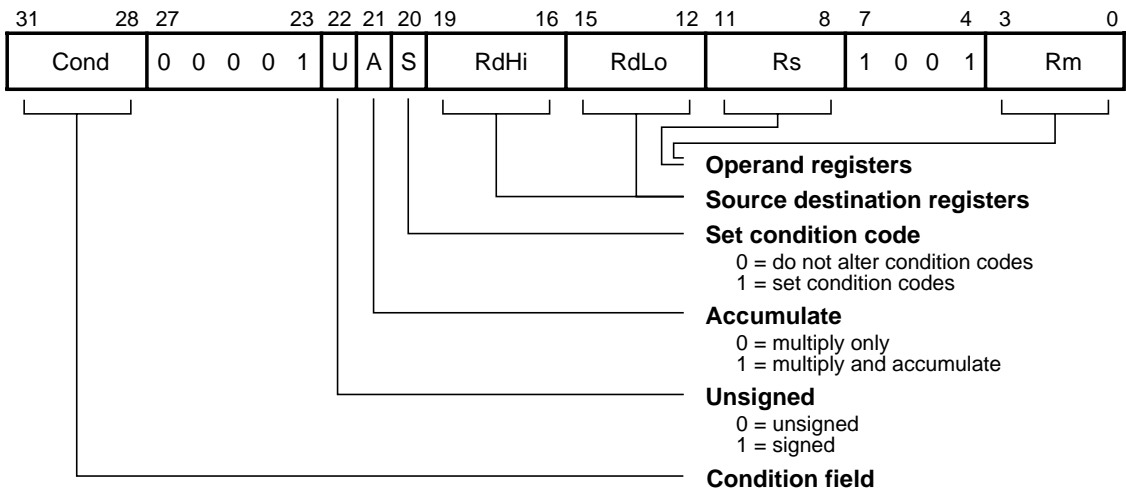 31 28 27 23 22 21 20 19 16 15 12 11 8 7 4 3 0
Cond 0 0 0 0 1 U A S RdHi RdLo Rs 1 0 0 1 Rm
Operand registers
Source destination registers
Set condition code
0 = do not alter condition codes
1 = set condition codes
Accumulate
0 = multiply only
1 = multiply and accumulate
Unsigned
0 = unsigned
1 = signed
Condition field